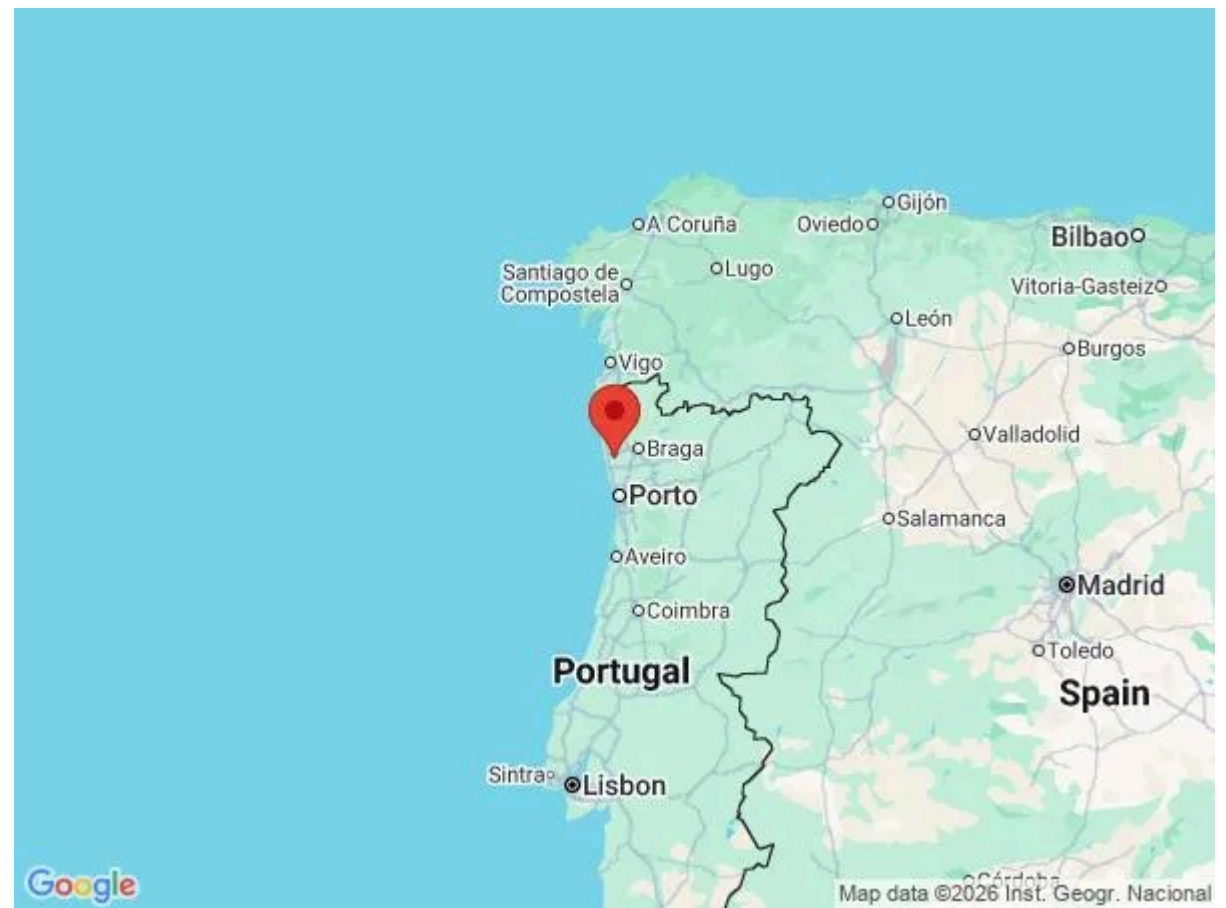 Gijón
A Coruña
Oviedo
Bilbao
Lugo
Santiago de
Compostela
Vitoria-Gasteiz
León
Burgos
Vigo
Valladolid
Braga
Porto
Salamanca
Aveiro
Madrid
Coimbra
Toledo
Portugal
Spain
Sintra
Lisbon
Córdoba
Google
Map data ©2026 Inst. Geogr. Nacional